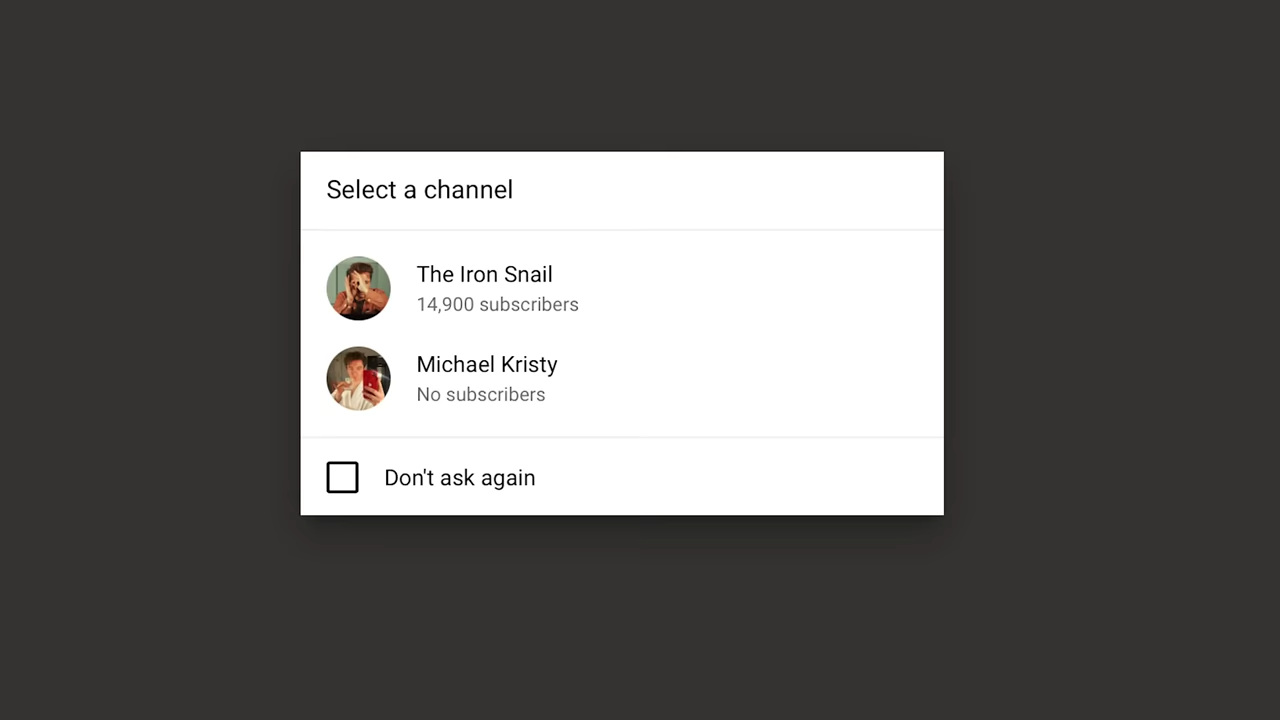 Select a channel
The Iron Snail
14,900 subscribers
Michael Kristy
No subscribers
Don't ask again